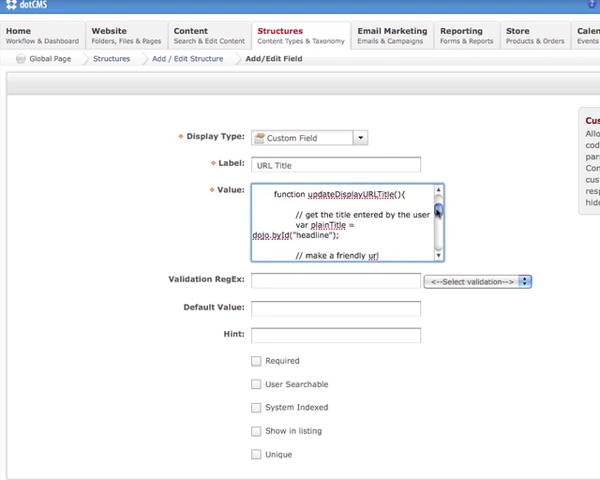 dotCMS
Home Website Content Structures Email Marketing Reporting Store
Workflow & Dashboard Folders, Files & Pages Search & Edit Content Content Types & Taxonomy Emails & Campaigns Forms & Reports Products & Orders Events
Global Page Structures Add / Edit Structure Add/Edit Field
Display Type: Custom Field
Label: URL Title
Value:
function updateDisplayURLTitle(){
// get the title entered by the user
var plainTitle =
dojo.byId("headline");
// make a friendly url
Validation RegEx: <--Select validation-->
Default Value:
Hint:
Required
User Searchable
System Indexed
Show in listing
Unique